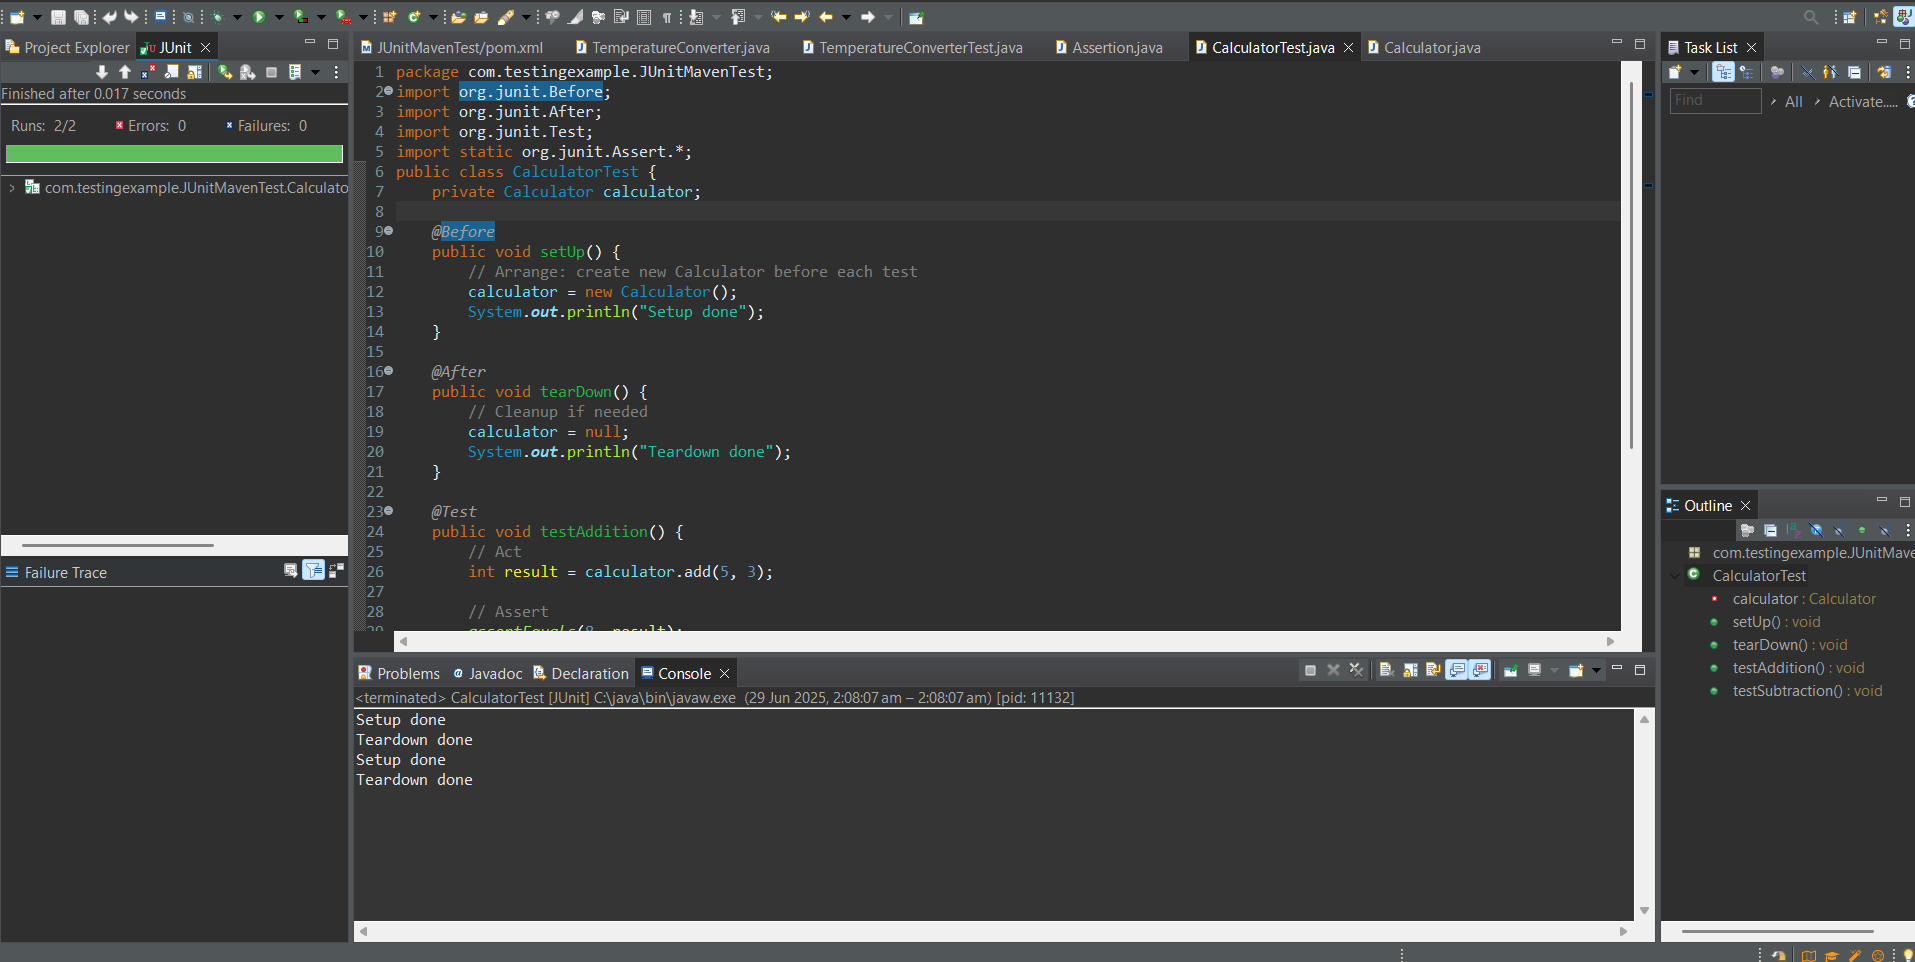 Project Explorer
JUnit
Finished after 0.017 seconds
Runs: 2/2
Errors: 0
Failures: 0
com.testingexample.JUnitMavenTest.Calculato
Failure Trace
JUnitMavenTest/pom.xml
TemperatureConverter.java
TemperatureConverterTest.java
Assertion.java
CalculatorTest.java
Calculator.java
1 package com.testingexample.JUnitMavenTest;
2 import org.junit.Before;
3 import org.junit.After;
4 import org.junit.Test;
5 import static org.junit.Assert.*;
6 public class CalculatorTest {
7     private Calculator calculator;
8
9     @Before
10     public void setUp() {
11         // Arrange: create new Calculator before each test
12         calculator = new Calculator();
13         System.out.println("Setup done");
14     }
15
16     @After
17     public void tearDown() {
18         // Cleanup if needed
19         calculator = null;
20         System.out.println("Teardown done");
21     }
22
23     @Test
24     public void testAddition() {
25         // Act
26         int result = calculator.add(5, 3);
27
28         // Assert
29         assertEquals(8, result);
Problems
@ Javadoc
Declaration
Console
<terminated> CalculatorTest [JUnit] C:\java\bin\javaw.exe (29 Jun 2025, 2:08:07 am – 2:08:07 am) [pid: 11132]
Setup done
Teardown done
Setup done
Teardown done
Task List
Find
All
Activate....
Outline
com.testingexample.JUnitMave
CalculatorTest
calculator : Calculator
setUp() : void
tearDown() : void
testAddition() : void
testSubtraction() : void